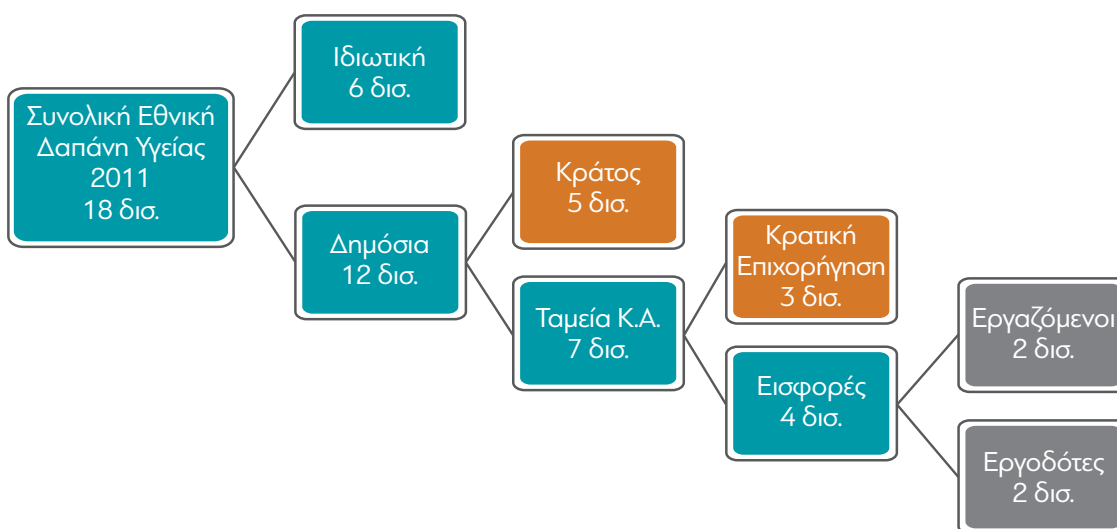 Συνολική Εθνική
Δαπάνη Υγείας
2011
18 δισ.
Ιδιωτική
6 δισ.
Δημόσια
12 δισ.
Κράτος
5 δισ.
Ταμεία Κ.Α.
7 δισ.
Κρατική
Επιχορήγηση
3 δισ.
Εισφορές
4 δισ.
Εργαζόμενοι
2 δισ.
Εργοδότες
2 δισ.